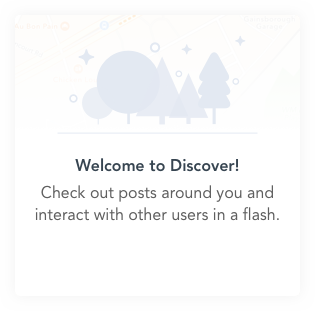 Welcome to Discover!
Check out posts around you and
interact with other users in a flash.